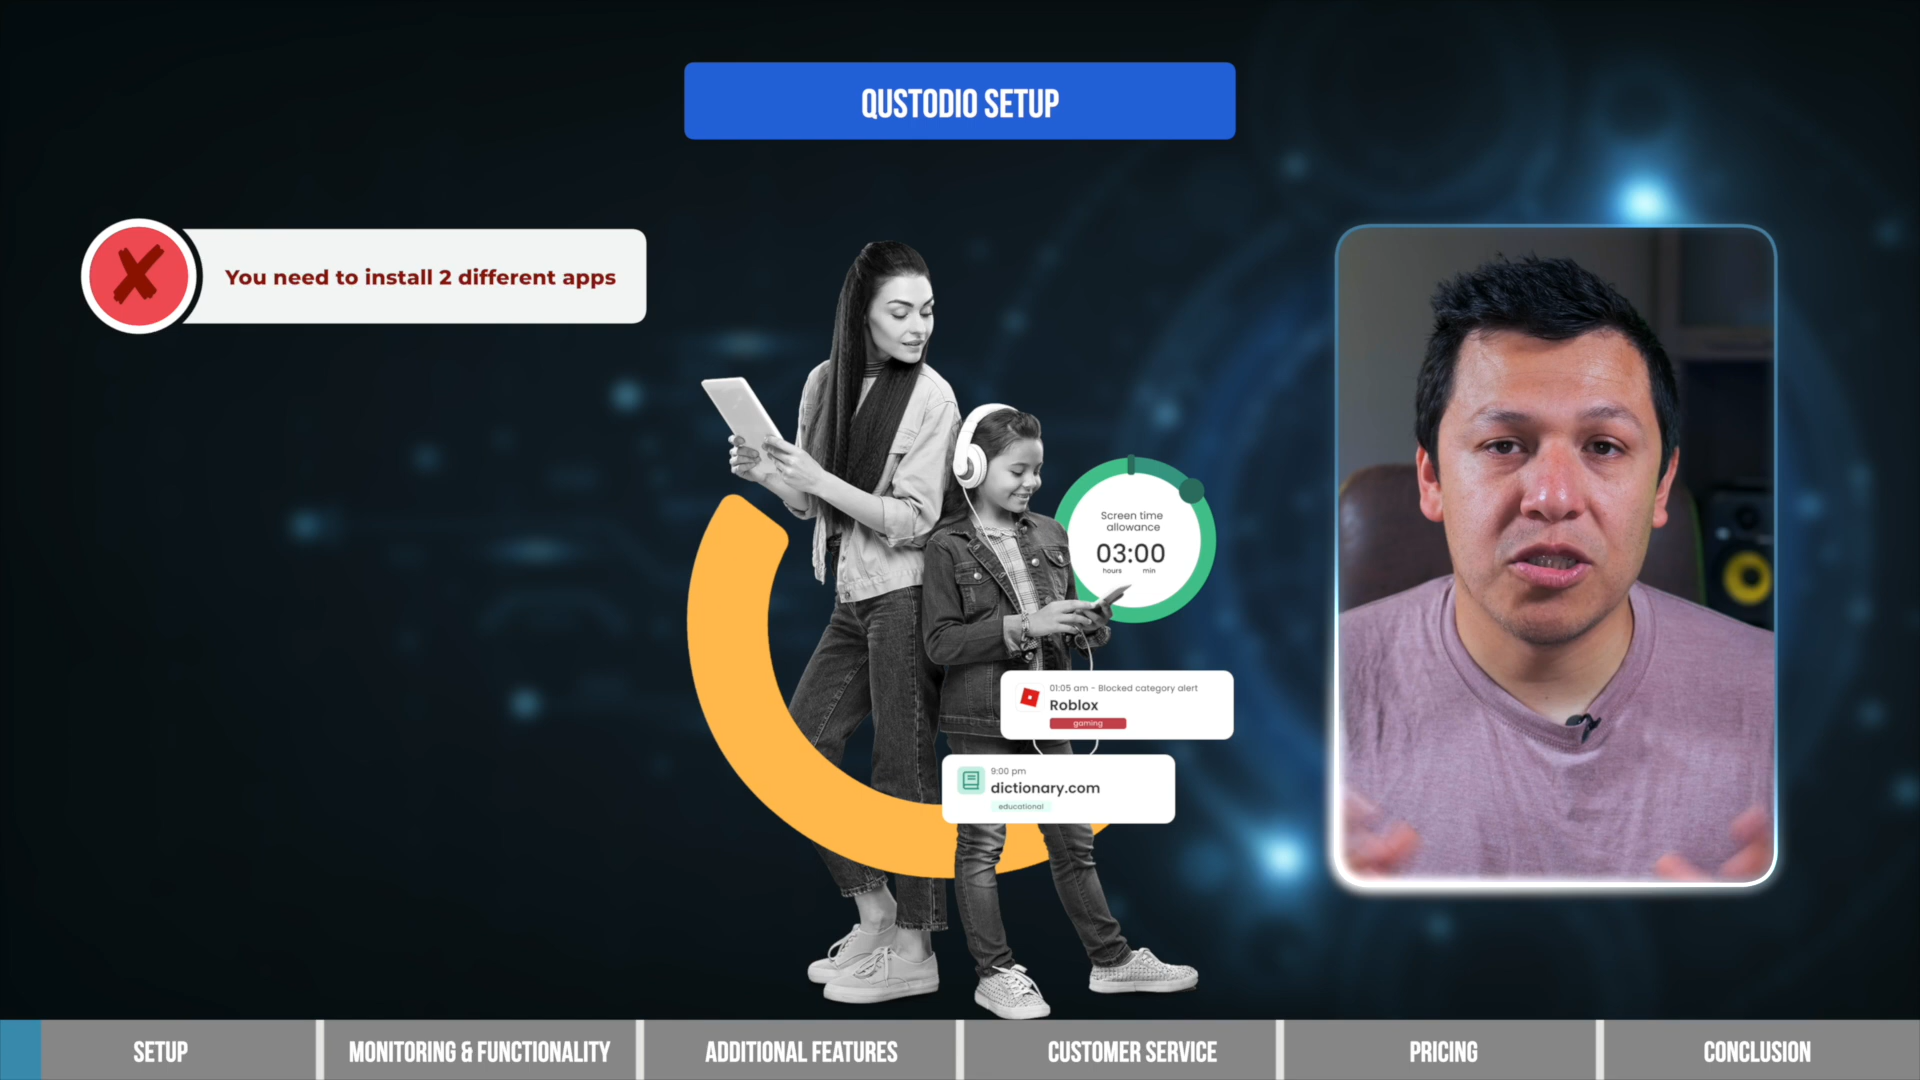 QUSTODIO SETUP
You need to install 2 different apps
Screen time
allowance
03:00
hours min
01:05 am - Blocked category alert
Roblox
gaming
9:00 pm
dictionary.com
educational
SETUP
MONITORING & FUNCTIONALITY
ADDITIONAL FEATURES
CUSTOMER SERVICE
PRICING
CONCLUSION